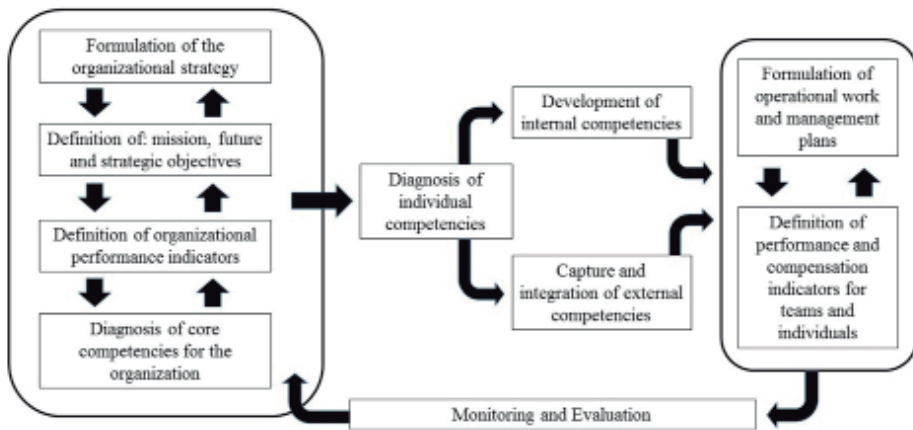 Formulation of the
organizational strategy
Definition of: mission, future
and strategic objectives
Definition of organizational
performance indicators
Diagnosis of core
competencies for the
organization
Diagnosis of
individual
competencies
Development of
internal competencies
Capture and
integration of external
competencies
Formulation of
operational work
and management
plans
Definition of
performance and
compensation
indicators for
teams and
individuals
Monitoring and Evaluation